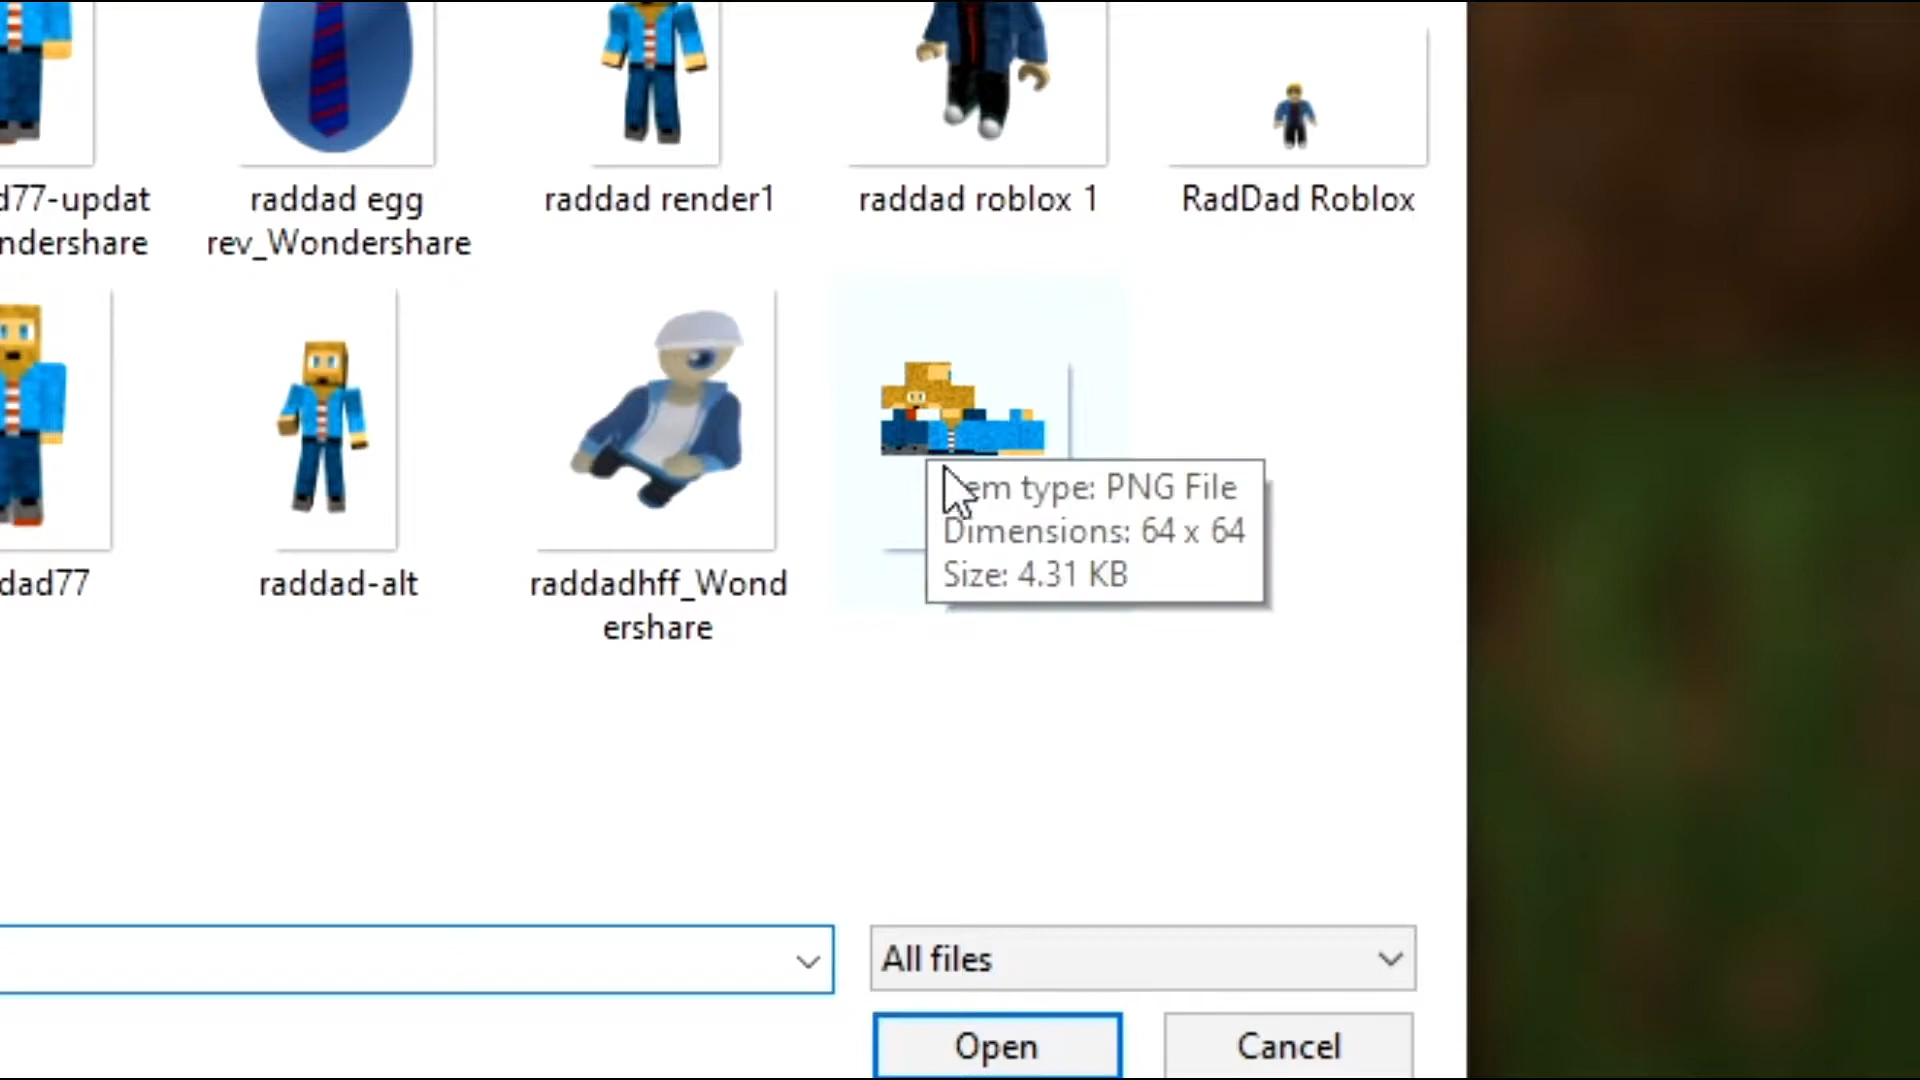 d77-updat
ndershare
raddad egg
rev_Wondershare
raddad render1
raddad roblox 1
RadDad Roblox
dad77
raddad-alt
raddadhff_Wond
ershare
em type: PNG File
Dimensions: 64 x 64
Size: 4.31 KB
All files
Open
Cancel